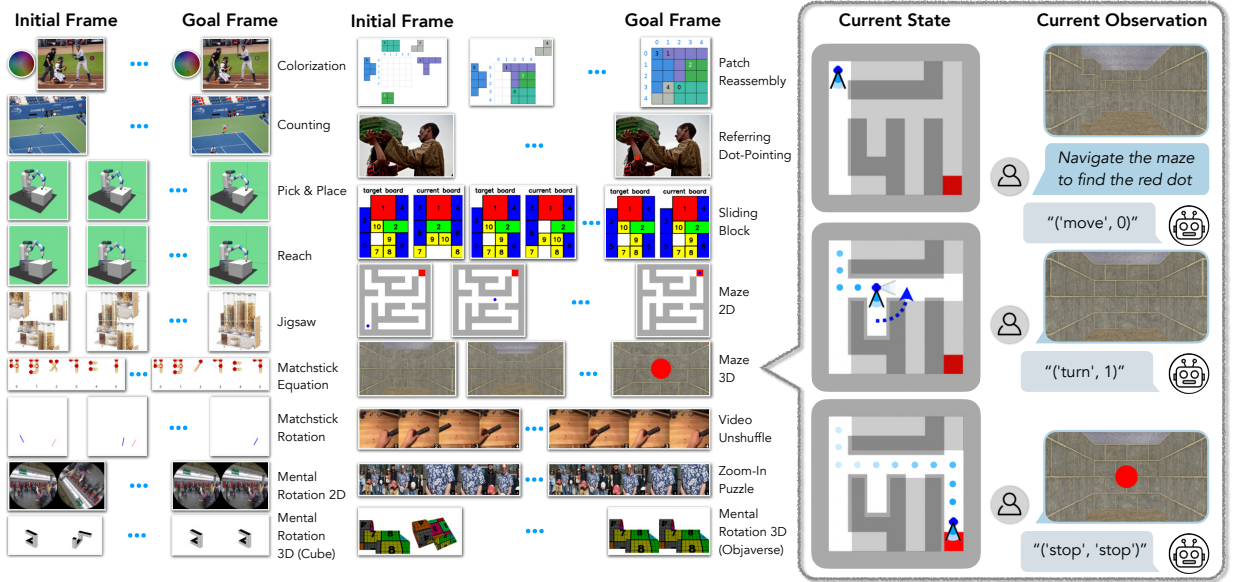 Initial Frame
Goal Frame
Colorization
Counting
Pick & Place
Reach
Jigsaw
Matchstick
Equation
Matchstick
Rotation
Mental
Rotation 2D
Mental
Rotation
3D (Cube)
Initial Frame
Goal Frame
Patch
Reassembly
Referring
Dot-Pointing
target board
current board
target board
current board
target board
current board
Sliding
Block
Maze
2D
Maze
3D
Video
Unshuffle
Zoom-In
Puzzle
Mental
Rotation 3D
(Objaverse)
Current State
Current Observation
Navigate the maze
to find the red dot
“('move', 0)”
“('turn', 1)”
“('stop', 'stop')”